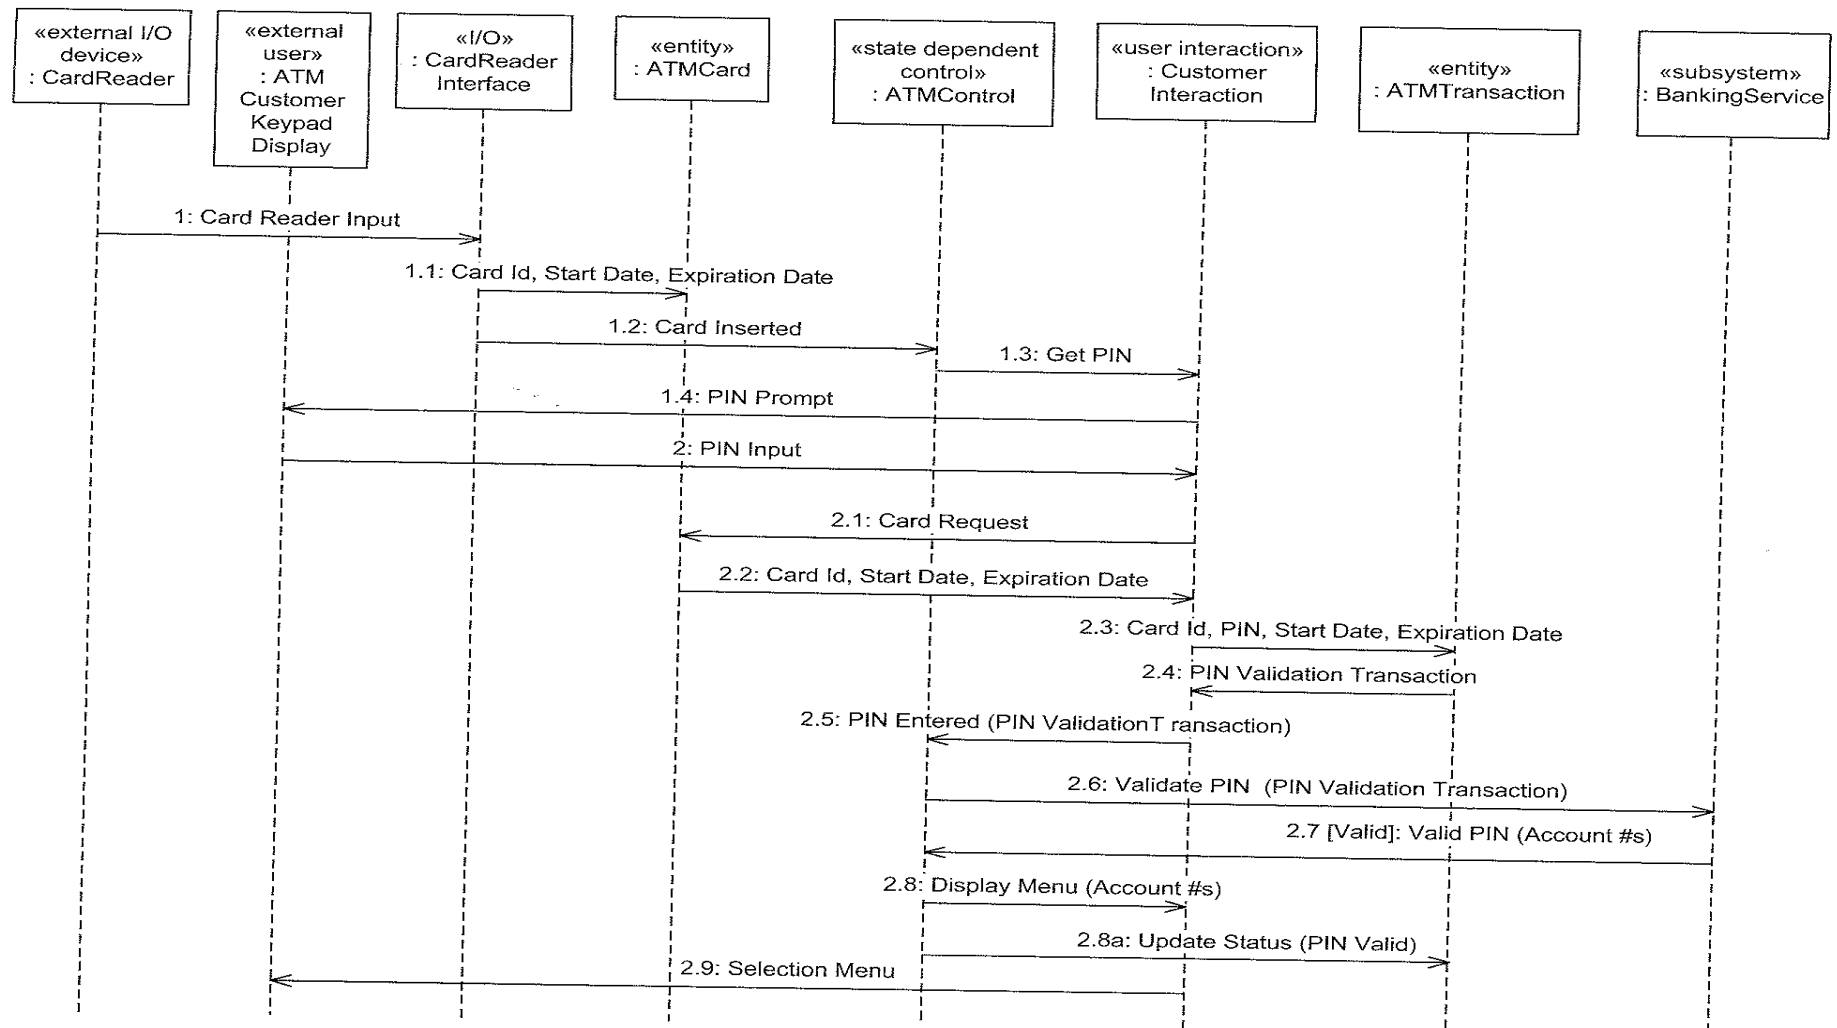 «external I/O
device»
: CardReader
«external
user»
: ATM
Customer
Keypad
Display
«I/O»
: CardReader
Interface
«entity»
: ATMCard
«state dependent
control»
: ATMControl
«user interaction»
: Customer
Interaction
«entity»
: ATMTransaction
«subsystem»
: BankingService
1: Card Reader Input
1.1: Card Id, Start Date, Expiration Date
1.2: Card Inserted
1.3: Get PIN
1.4: PIN Prompt
2: PIN Input
2.1: Card Request
2.2: Card Id, Start Date, Expiration Date
2.3: Card Id, PIN, Start Date, Expiration Date
2.4: PIN Validation Transaction
2.5: PIN Entered (PIN ValidationT ransaction)
2.6: Validate PIN (PIN Validation Transaction)
2.7 [Valid]: Valid PIN (Account #s)
2.8: Display Menu (Account #s)
2.8a: Update Status (PIN Valid)
2.9: Selection Menu